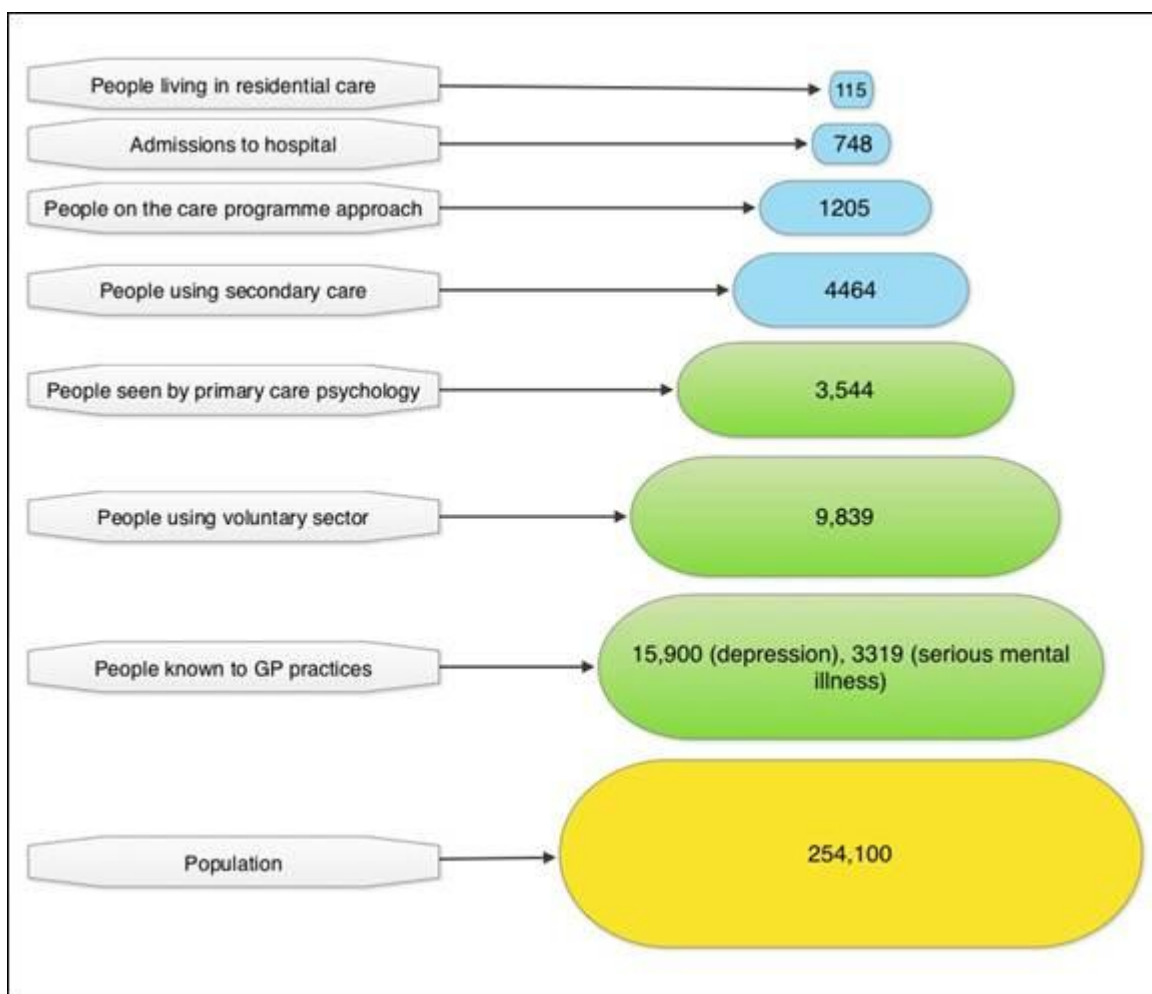 People living in residential care
115
Admissions to hospital
748
People on the care programme approach
1205
People using secondary care
4464
People seen by primary care psychology
3,544
People using voluntary sector
9,839
People known to GP practices
15,900 (depression), 3319 (serious mental
illness)
Population
254,100